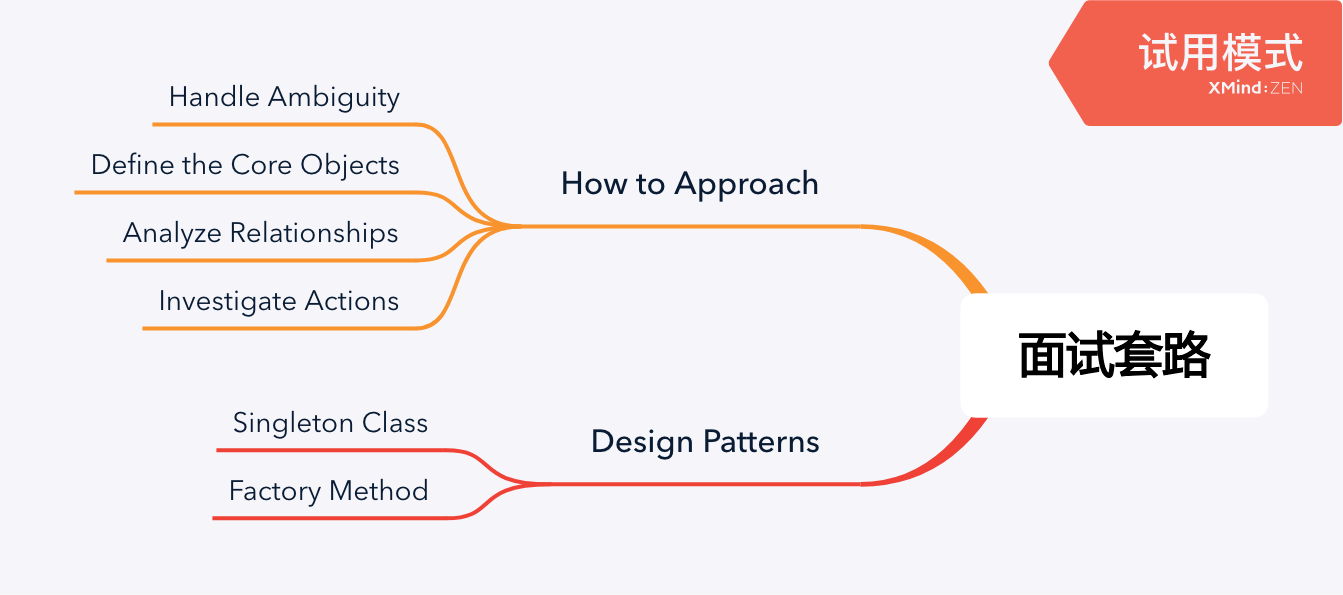 试用模式
XMind:ZEN
Handle Ambiguity
Define the Core Objects
Analyze Relationships
Investigate Actions
How to Approach
面试套路
Singleton Class
Factory Method
Design Patterns